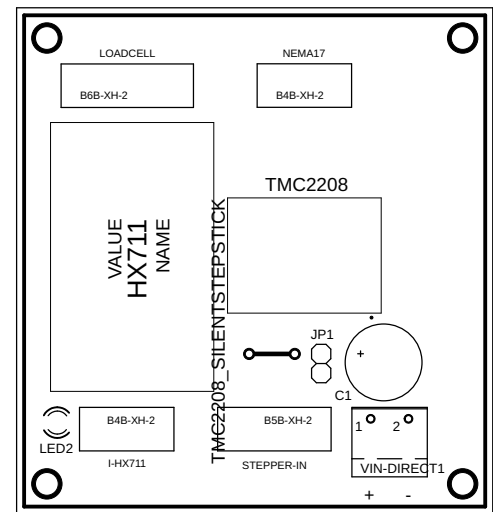 LOADCELL
NEMA17
B6B-XH-2
B4B-XH-2
TMC2208
VALUE
HX711
NAME
TMC2208_SILENTSTEPSTICK
JP1
+
C1
B4B-XH-2
B5B-XH-2
1
2
LED2
I-HX711
STEPPER-IN
VIN-DIRECT1
+
-